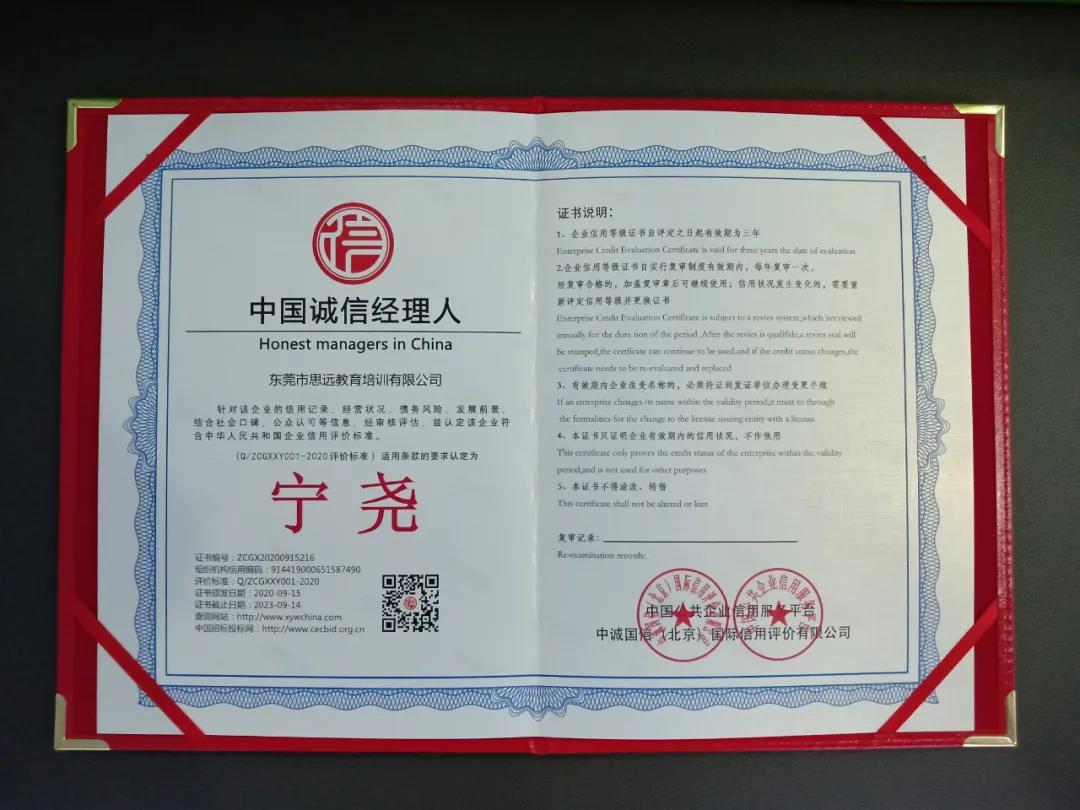 信
中国诚信经理人
Honest managers in China
东莞市思远教育培训有限公司
针对该企业的信用记录、经营状况、债务风险、发展前景、
结合社会口碑、公众认可等信息、经审核评估、兹认定该企业符
合中华人民共和国企业信用评价标准。
（Q/ZCGXXY001-2020评价标准）适用条款的要求认定为
宁尧
证书编号：ZCGX20200915216
组织机构信用编码：914419000651587490
评价标准：Q/ZCGXXY001-2020
证书颁发日期：2020-09-15
证书截止日期：2023-09-14
查询网站：http://www.xywchina.com
中国招标投标网：http://www.cecbid.org.cn
证书说明：
1、企业信用等级证书自评定之日起有效期为三年
Enterprise Credit Evaluation Certificate is vaid for three years the date of evaluation
2.企业信用等级证书自实行复审制度有效期内，每年复审一次，
经复审合格的，加盖复审章后可继续使用；信用状况发生变化的，需要重
新评定信用等级并更换证书
Enterprise Credit Evaluation Certificate is subject to a revies system,which isreviewed
annually for the dura tion of the period .After the revies is qualifide,a revies seal will
be stamped,the certficate can continue to be used.and if the credit status chnages,the
certificate needs to be re-evaluated and replaced
3、有效期内企业改变名称的，必须持证到发证单位办理变更手续
If an enterprise chnages its name within the validity period,it must to through
the formalities for the change to the license issuing entity with a license
4、本证书只证明企业有效期内的信用状况，不作他用
This certificate only proves the credit status of the enterprise within the validity
period,and is not used for other purposes
5、本证书不得涂改、转借
This certificate shall not be altered or lent
复审记录：
Re-examination records:
中国公共企业信用服务平台
中诚国信（北京）国际信用评价有限公司